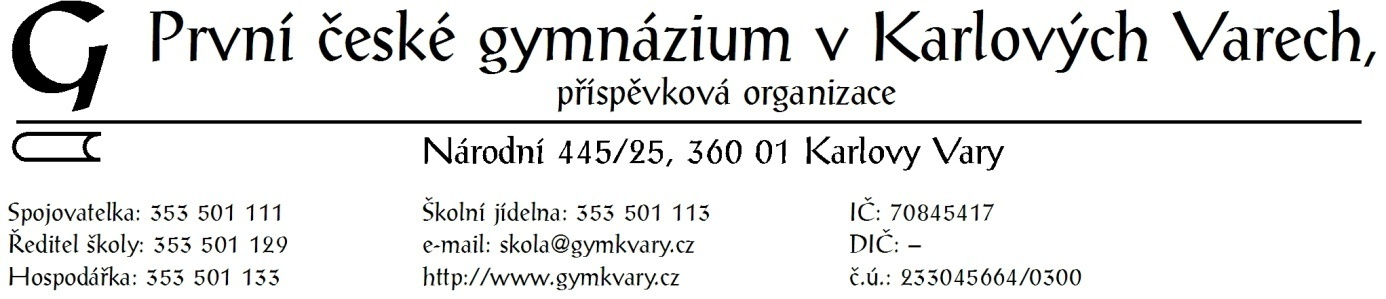 G První české gymnázium v Karlových Varech,
příspěvková organizace
Národní 445/25, 360 01 Karlovy Vary
Spojovatelka: 353 501 111
Ředitel školy: 353 501 129
Hospodářka: 353 501 133
Školní jídelna: 353 501 113
e-mail: skola@gymkvary.cz
http://www.gymkvary.cz
IČ: 70845417
DIČ: –
č.ú.: 233045664/0300